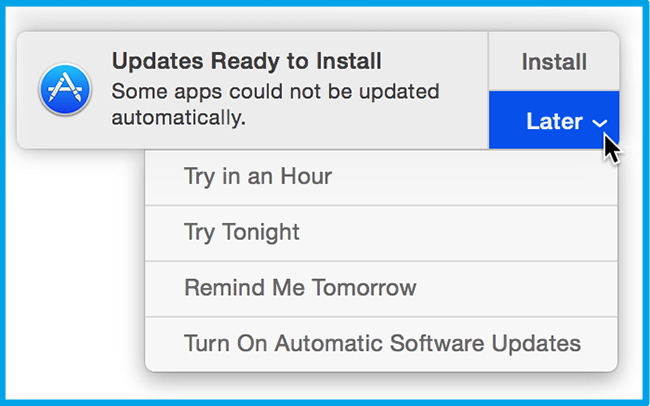 Updates Ready to Install
Some apps could not be updated
automatically.
Install
Later
Try in an Hour
Try Tonight
Remind Me Tomorrow
Turn On Automatic Software Updates